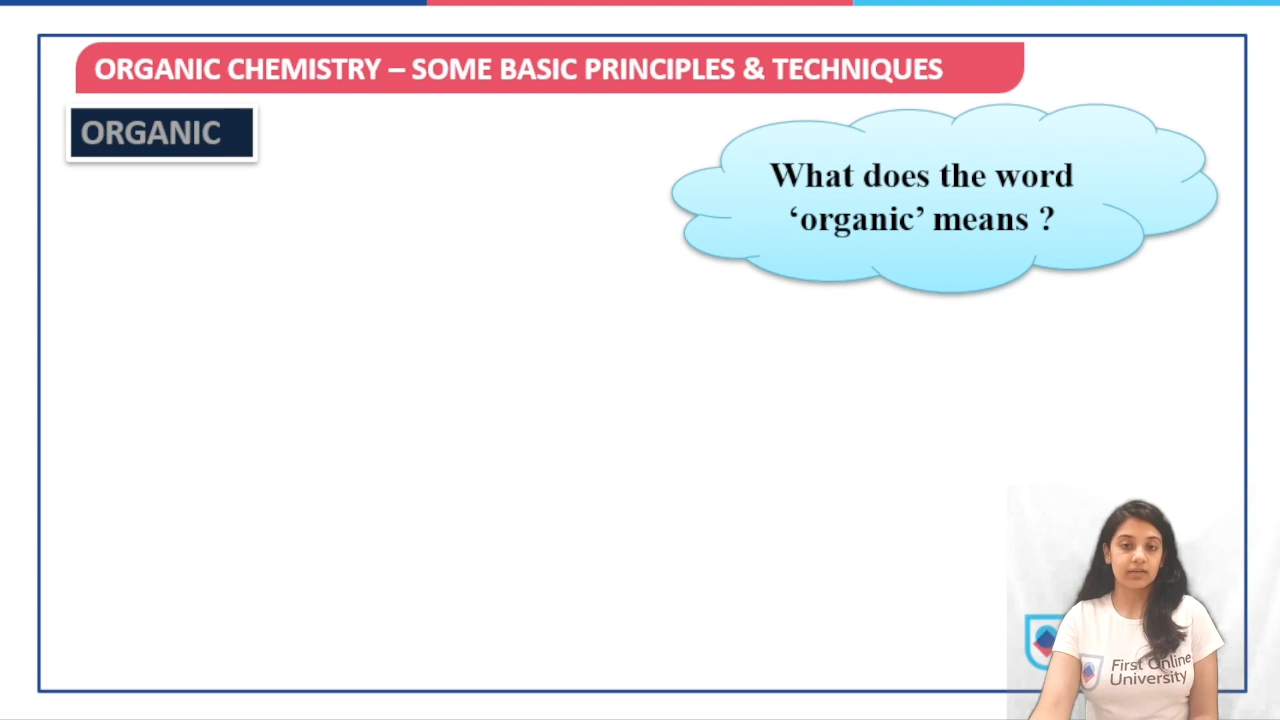 ORGANIC CHEMISTRY – SOME BASIC PRINCIPLES & TECHNIQUES
ORGANIC
What does the word
‘organic’ means ?
First Online
University